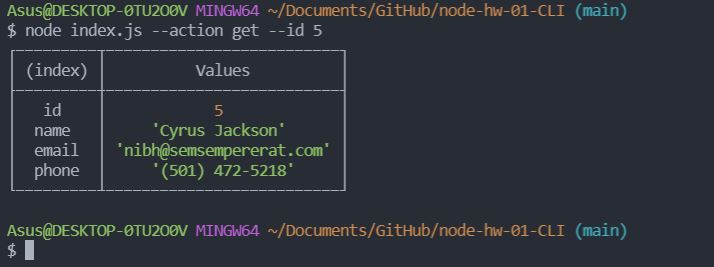 Asus@DESKTOP-0TU2O0V MINGW64 ~/Documents/GitHub/node-hw-01-CLI (main)
$ node index.js --action get --id 5
(index) Values
id 5
name 'Cyrus Jackson'
email 'nibh@semsempererat.com'
phone '(501) 472-5218'
Asus@DESKTOP-0TU2O0V MINGW64 ~/Documents/GitHub/node-hw-01-CLI (main)
$